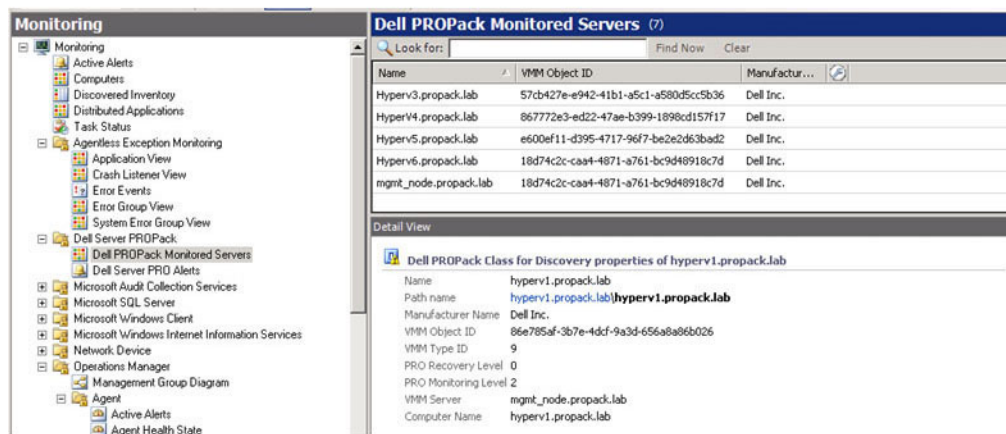 Monitoring
Monitoring
Active Alerts
Computers
Discovered Inventory
Distributed Applications
Task Status
Agentless Exception Monitoring
Application View
Crash Listener View
Error Events
Error Group View
System Error Group View
Dell Server PROPack
Dell PROPack Monitored Servers
Dell Server PRO Alerts
Microsoft Audit Collection Services
Microsoft SQL Server
Microsoft Windows Client
Microsoft Windows Internet Information Services
Network Device
Operations Manager
Management Group Diagram
Agent
Active Alerts
Agent Health State
Dell PROPack Monitored Servers (7)
Look for: Find Now Clear
Name VMM Object ID Manufactur...
Hyperv3.propack.lab 57cb427e-e942-41b1-a5c1-a580d5cc5b36 Dell Inc.
HyperV4.propack.lab 867772e3-ed22-47ae-b399-1898cd157f17 Dell Inc.
Hyperv5.propack.lab e600ef11-d395-4717-96f7-be2e2d63bad2 Dell Inc.
Hyperv6.propack.lab 18d74c2c-caa4-4871-a761-bc9d48918c7d Dell Inc.
mgmt_node.propack.lab 18d74c2c-caa4-4871-a761-bc9d48918c7d Dell Inc.
Detail View
Dell PROPack Class for Discovery properties of hyperv1.propack.lab
Name hyperv1.propack.lab
Path name hyperv1.propack.lab\hyperv1.propack.lab
Manufacturer Name Dell Inc.
VMM Object ID 86e785af-3b7e-4dcf-9a3d-656a8a86b026
VMM Type ID 9
PRO Recovery Level 0
PRO Monitoring Level 2
VMM Server mgmt_node.propack.lab
Computer Name hyperv1.propack.lab